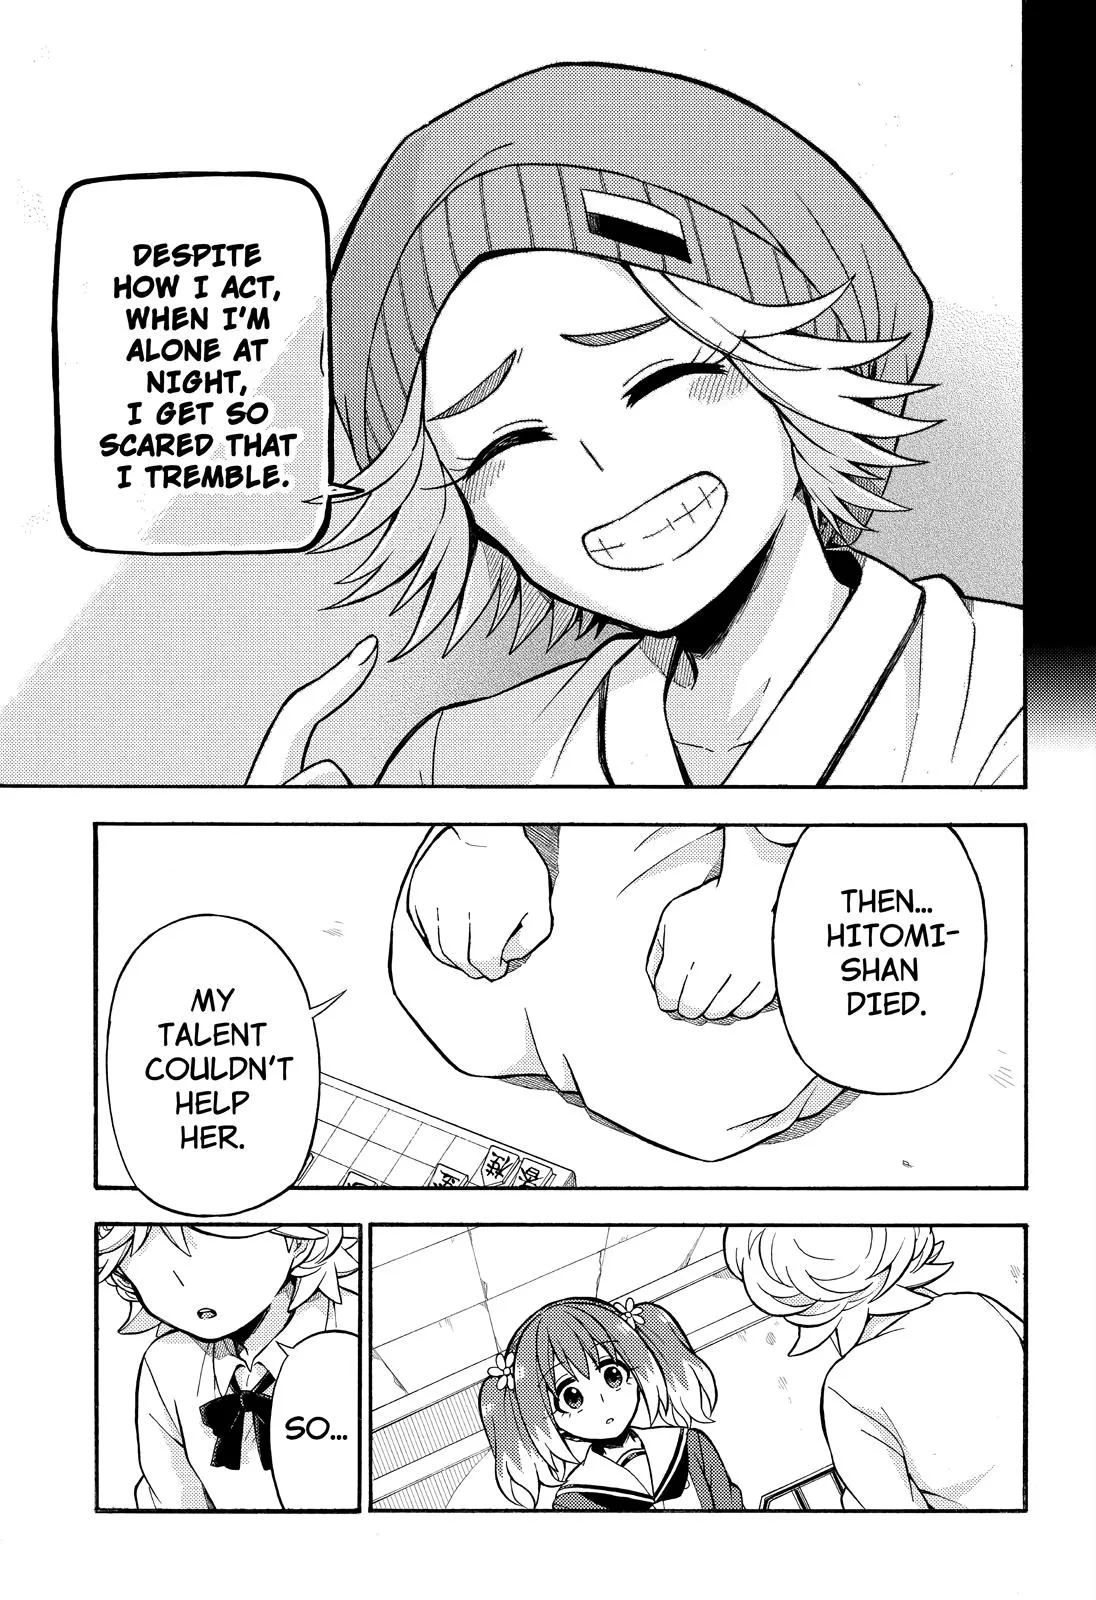 DESPITE
HOW I ACT,
WHEN I'M
ALONE AT
NIGHT,
I GET SO
SCARED THAT
I TREMBLE.
THEN...
HITOMI-
SHAN
DIED.
MY
TALENT
COULDN'T
HELP
HER.
SO...